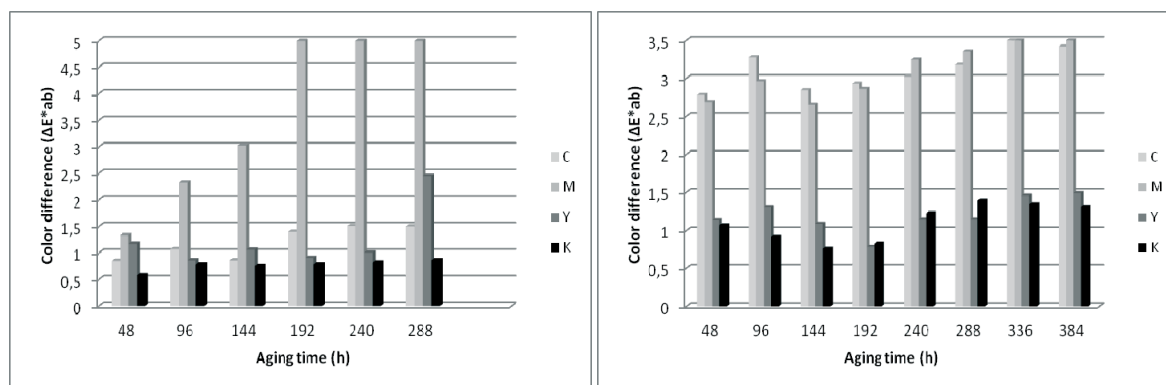 5
4,5
4
3,5
3
2,5
2
1,5
1
0,5
0
Color difference (ΔE*ab)
48 96 144 192 240 288
Aging time (h)
C
M
Y
K
3,5
3
2,5
2
1,5
1
0,5
0
Color difference (ΔE*ab)
48 96 144 192 240 288 336 384
Aging time (h)
C
M
Y
K